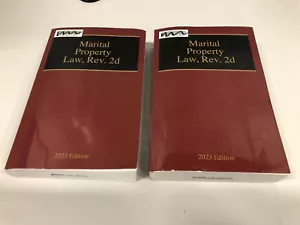 Marital
Property
Law, Rev. 2d
2023 Edition
Marital
Property
Law, Rev. 2d
2023 Edition